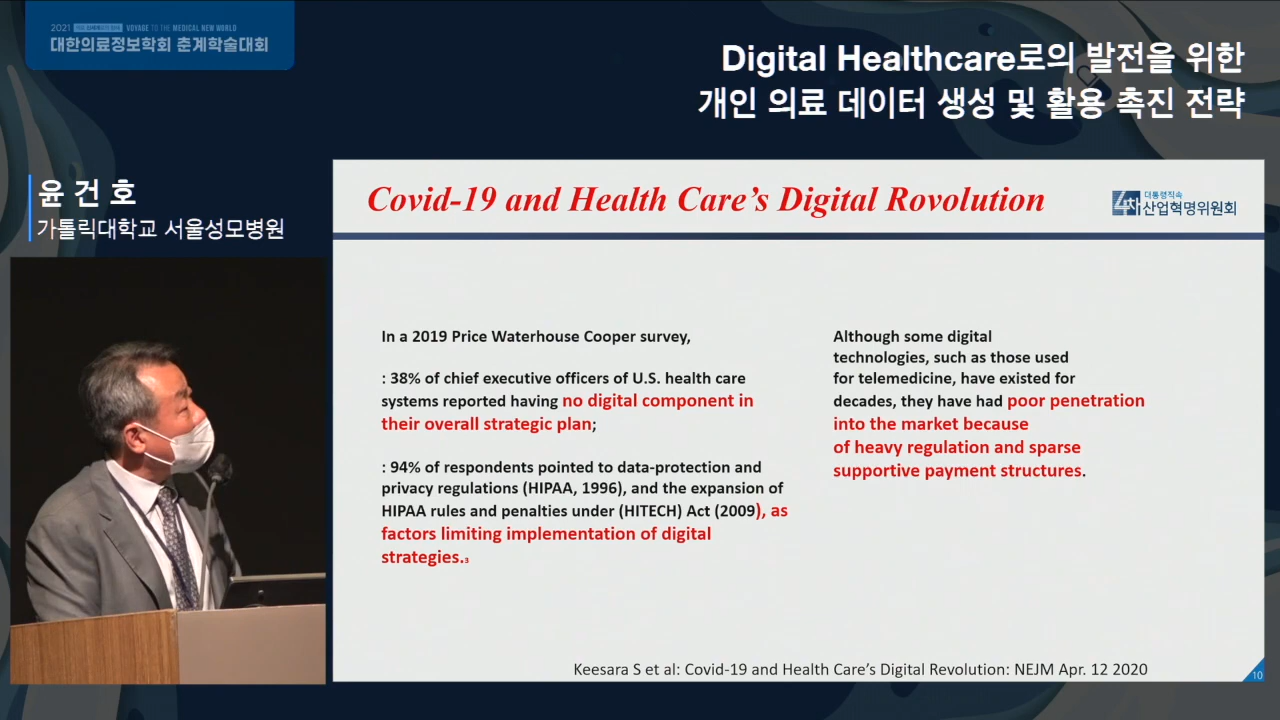 2021 VOYAGE TO THE MEDICAL NEW WORLD
대한의료정보학회 춘계학술대회
Digital Healthcare로의 발전을 위한
개인 의료 데이터 생성 및 활용 촉진 전략
윤 건 호
가톨릭대학교 서울성모병원
Covid-19 and Health Care's Digital Rovolution
대통령직속
4차산업혁명위원회
In a 2019 Price Waterhouse Cooper survey,
: 38% of chief executive officers of U.S. health care
systems reported having no digital component in
their overall strategic plan;
: 94% of respondents pointed to data-protection and
privacy regulations (HIPAA, 1996), and the expansion of
HIPAA rules and penalties under (HITECH) Act (2009), as
factors limiting implementation of digital
strategies.3
Although some digital
technologies, such as those used
for telemedicine, have existed for
decades, they have had poor penetration
into the market because
of heavy regulation and sparse
supportive payment structures.
Keesara S et al: Covid-19 and Health Care's Digital Revolution: NEJM Apr. 12 2020
10